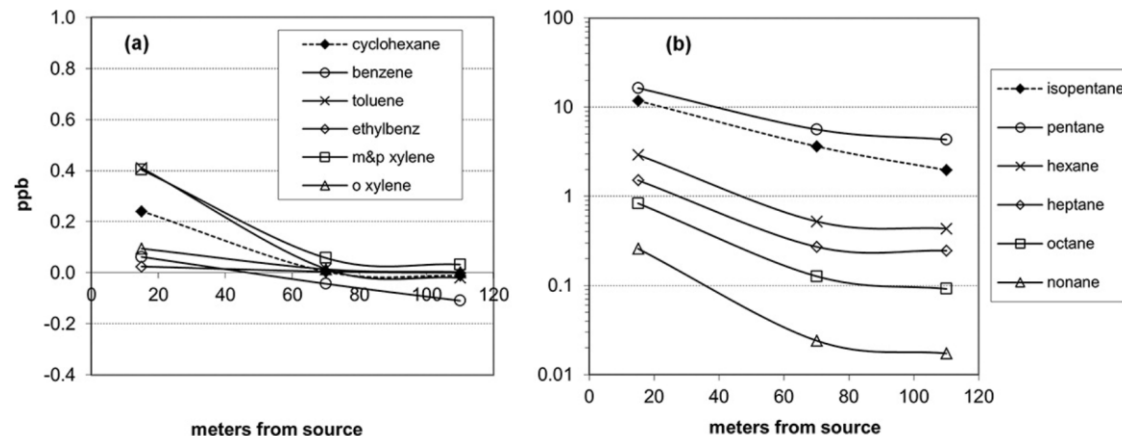 (a)
cyclohexane
benzene
toluene
ethylbenz
m&p xylene
o xylene
ppb
1.0
0.8
0.6
0.4
0.2
0.0
-0.2
-0.4
0 20 40 60 80 100 120
meters from source
(b)
100
10
1
0.1
0.01
0 20 40 60 80 100 120
meters from source
isopentane
pentane
hexane
heptane
octane
nonane